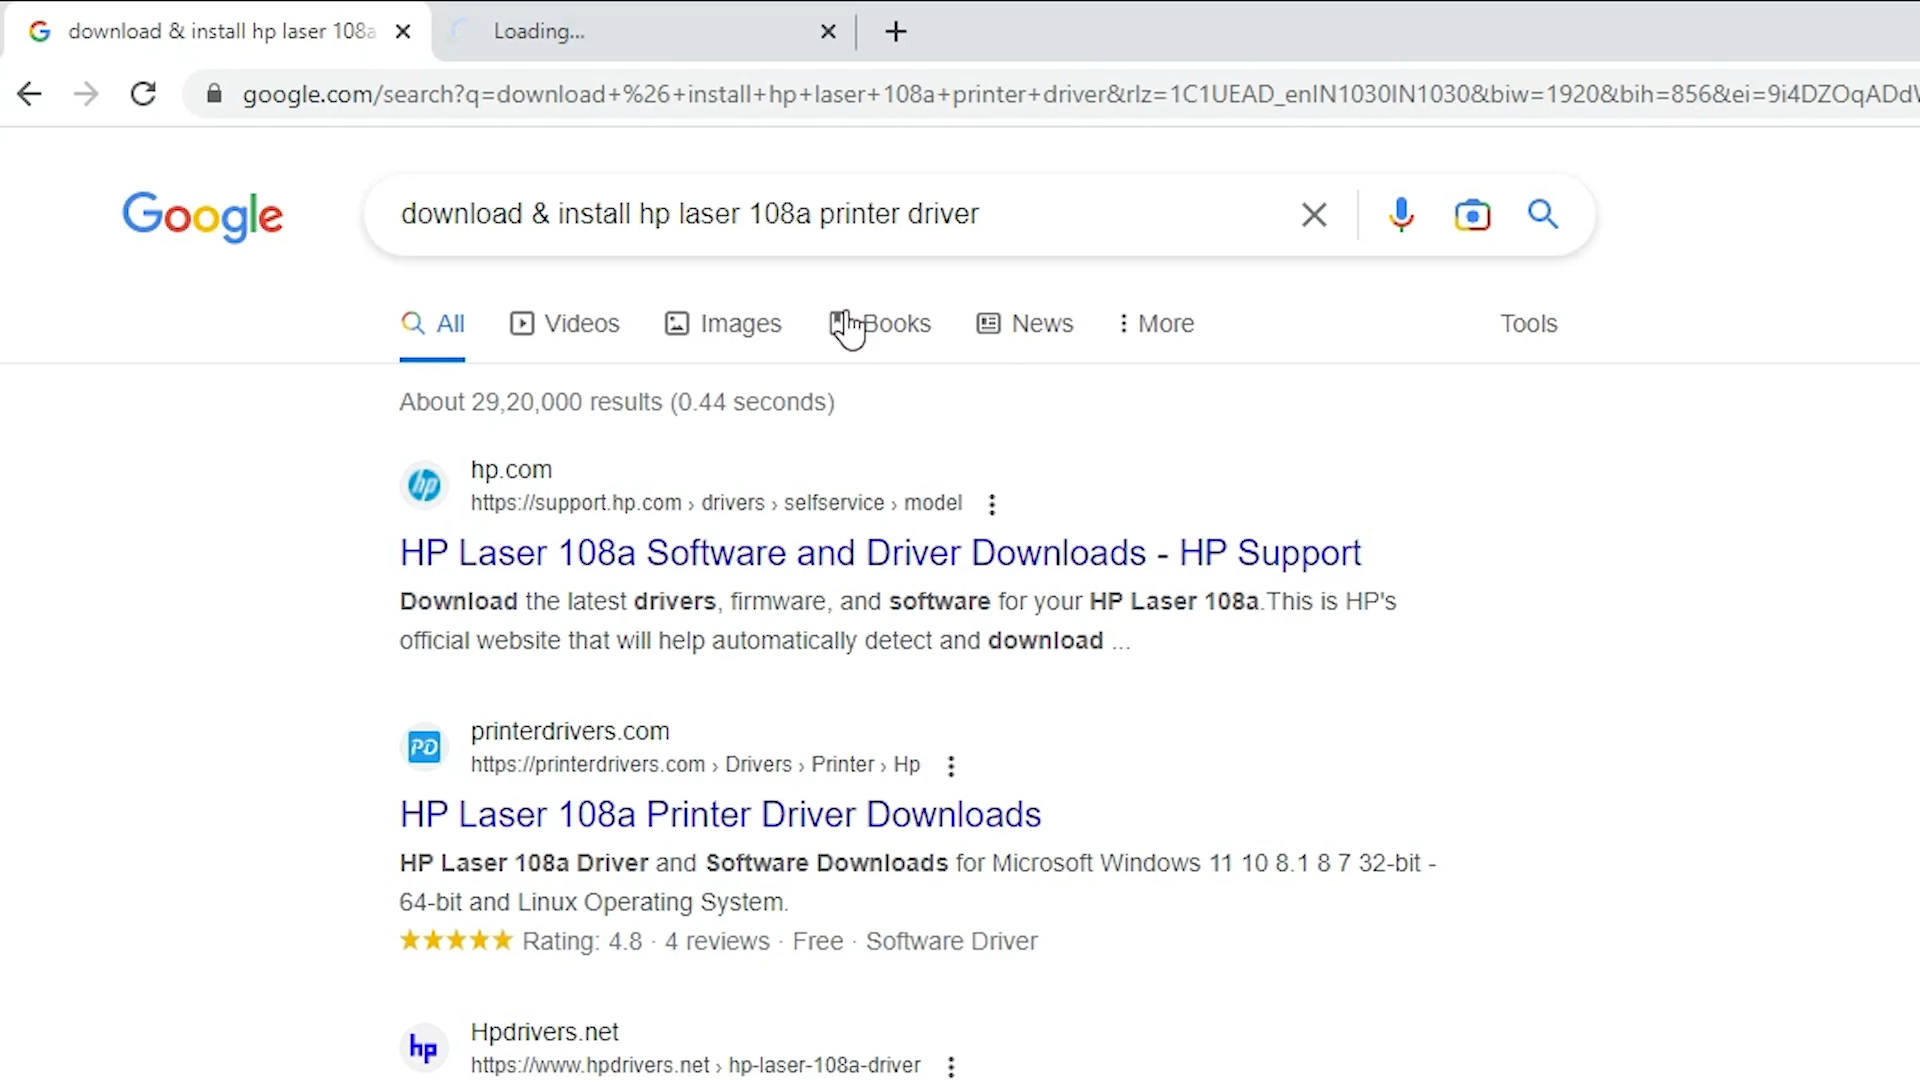 download & install hp laser 108a
Loading...
google.com/search?q=download+%26+install+hp+laser+108a+printer+driver&rlz=1C1UEAD_enIN1030IN1030&biw=1920&bih=856&ei=9i4DZOqADdV
Google
download & install hp laser 108a printer driver
All
Videos
Images
Books
News
More
Tools
About 29,20,000 results (0.44 seconds)
hp
hp.com
https://support.hp.com › drivers › selfservice › model
HP Laser 108a Software and Driver Downloads - HP Support
Download the latest drivers, firmware, and software for your HP Laser 108a.This is HP's
official website that will help automatically detect and download ...
PD
printerdrivers.com
https://printerdrivers.com › Drivers › Printer › Hp
HP Laser 108a Printer Driver Downloads
HP Laser 108a Driver and Software Downloads for Microsoft Windows 11 10 8.1 8 7 32-bit -
64-bit and Linux Operating System.
Rating: 4.8 · 4 reviews · Free · Software Driver
hp
Hpdrivers.net
https://www.hpdrivers.net › hp-laser-108a-driver